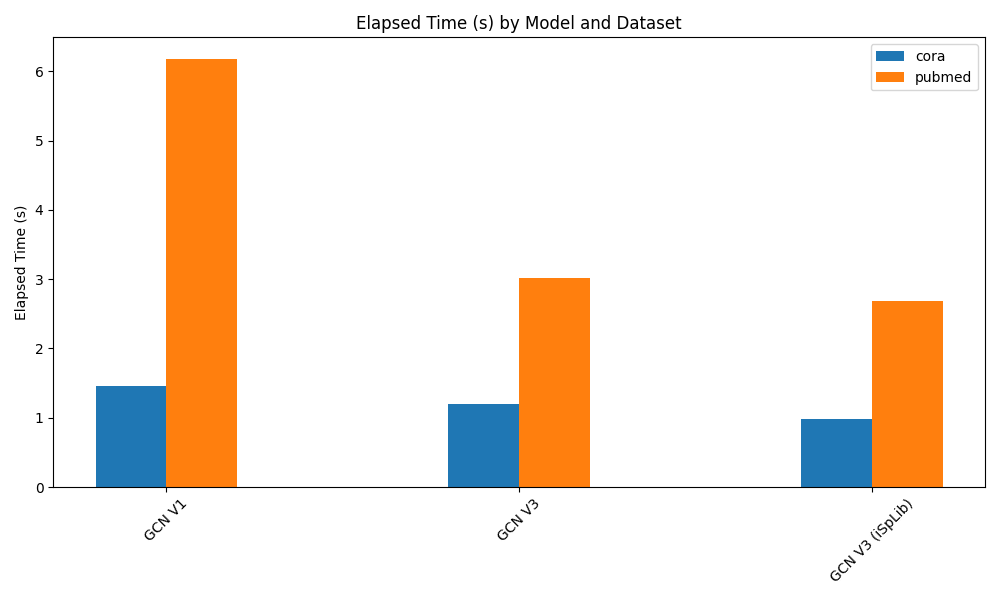 Elapsed Time (s) by Model and Dataset
cora
pubmed
Elapsed Time (s)
6
5
4
3
2
1
0
GCN V1
GCN V3
GCN V3 (iSpLib)